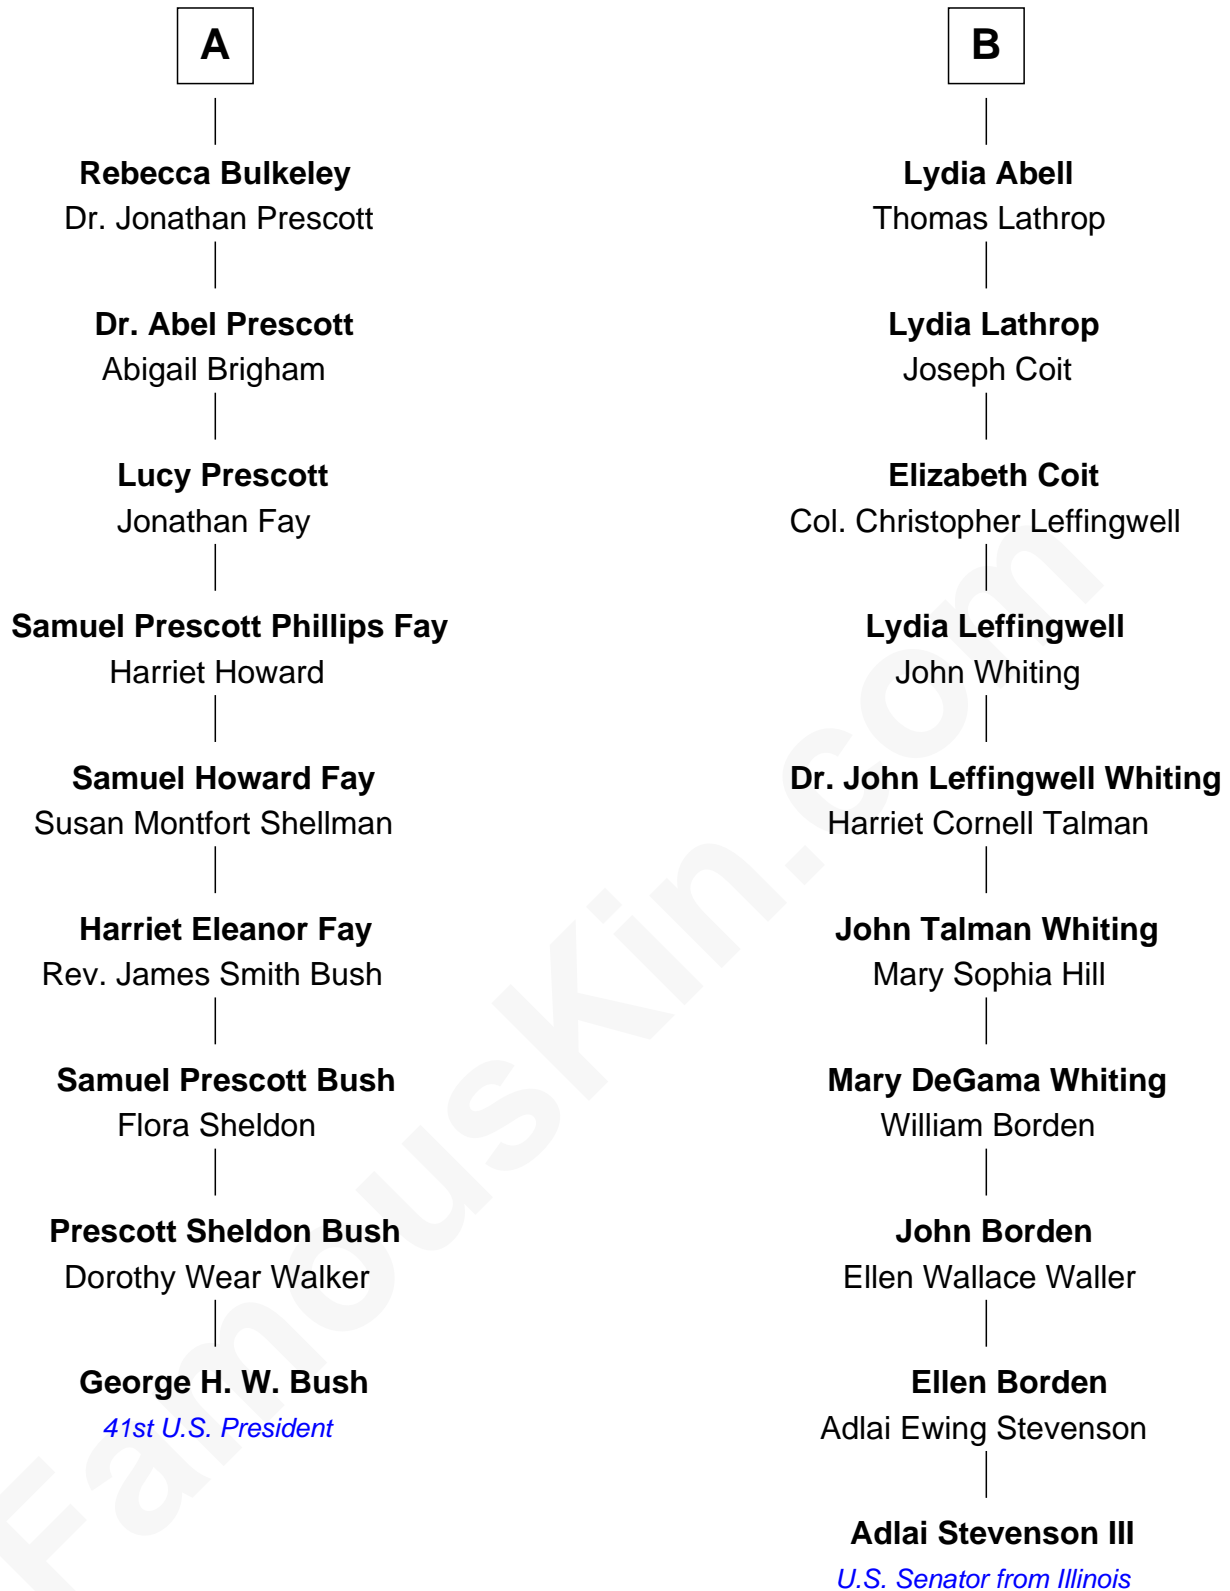 A
Rebecca Bulkeley
Dr. Jonathan Prescott
Dr. Abel Prescott
Abigail Brigham
Lucy Prescott
Jonathan Fay
Samuel Prescott Phillips Fay
Harriet Howard
Samuel Howard Fay
Susan Montfort Shellman
Harriet Eleanor Fay
Rev. James Smith Bush
Samuel Prescott Bush
Flora Sheldon
Prescott Sheldon Bush
Dorothy Wear Walker
George H. W. Bush
41st U.S. President
B
Lydia Abell
Thomas Lathrop
Lydia Lathrop
Joseph Coit
Elizabeth Coit
Col. Christopher Leffingwell
Lydia Leffingwell
John Whiting
Dr. John Leffingwell Whiting
Harriet Cornell Talman
John Talman Whiting
Mary Sophia Hill
Mary DeGama Whiting
William Borden
John Borden
Ellen Wallace Waller
Ellen Borden
Adlai Ewing Stevenson
Adlai Stevenson III
U.S. Senator from Illinois
FamousKin.com